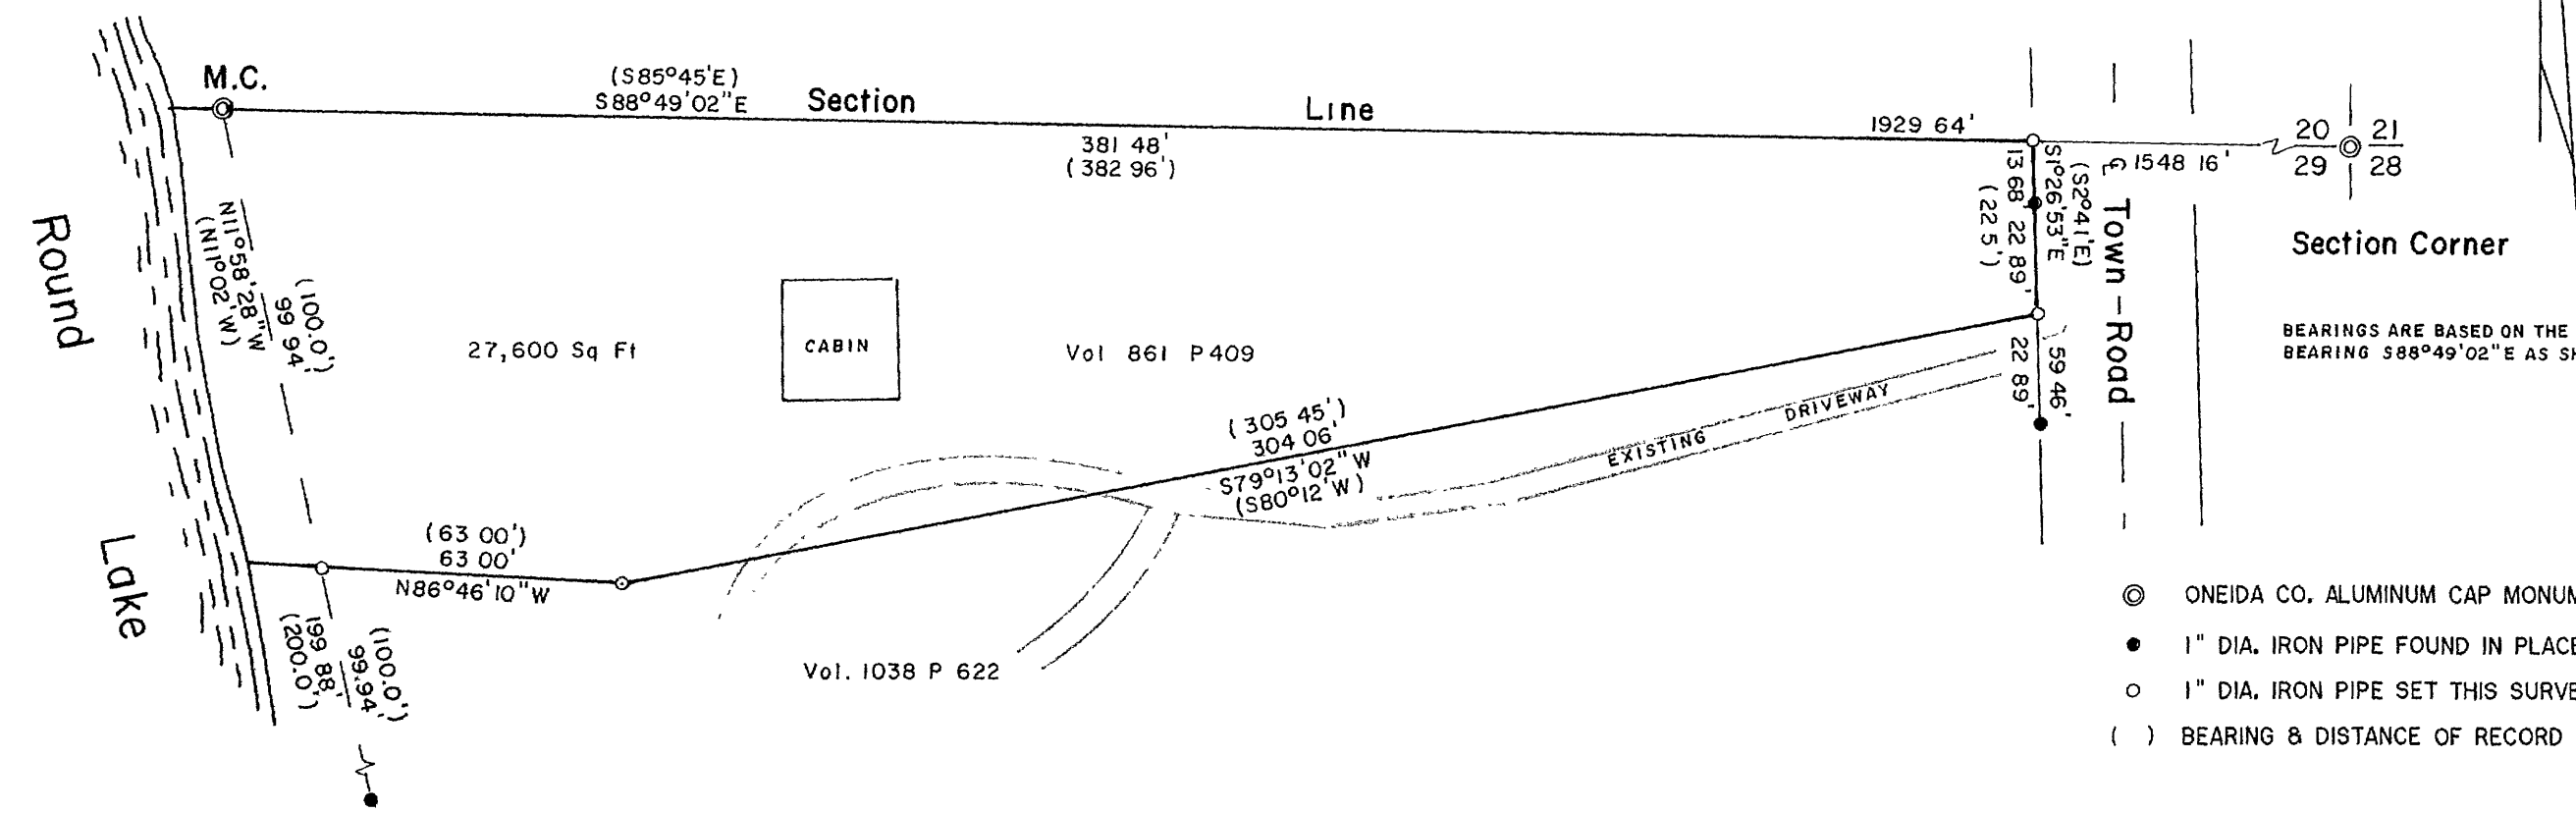 M.C.
(S85°45'E)
S88°49'02"E
Section Line
381 48'
(382 96')
1929 64'
1548 16'
20 21
29 28
Section Corner
S1°26'53"E
(S2°41'E)
13 68' 22 89'
(22 5')
℄ Town-Road
59 46'
22 89'
BEARINGS ARE BASED ON THE
BEARING S88°49'02"E AS SH
Round
Lake
N11°58'28"W
(N11°02'W)
(100.0')
99 94'
27,600 Sq Ft
CABIN
Vol 861 P409
(305 45')
304 06'
S79°13'02"W
(S80°12'W)
EXISTING DRIVEWAY
(63 00')
63 00'
N86°46'10"W
199 88'
(200.0')
(100.0')
99.94'
Vol. 1038 P 622
ONEIDA CO. ALUMINUM CAP MONUM
1" DIA. IRON PIPE FOUND IN PLACE
1" DIA. IRON PIPE SET THIS SURVE
( ) BEARING & DISTANCE OF RECORD